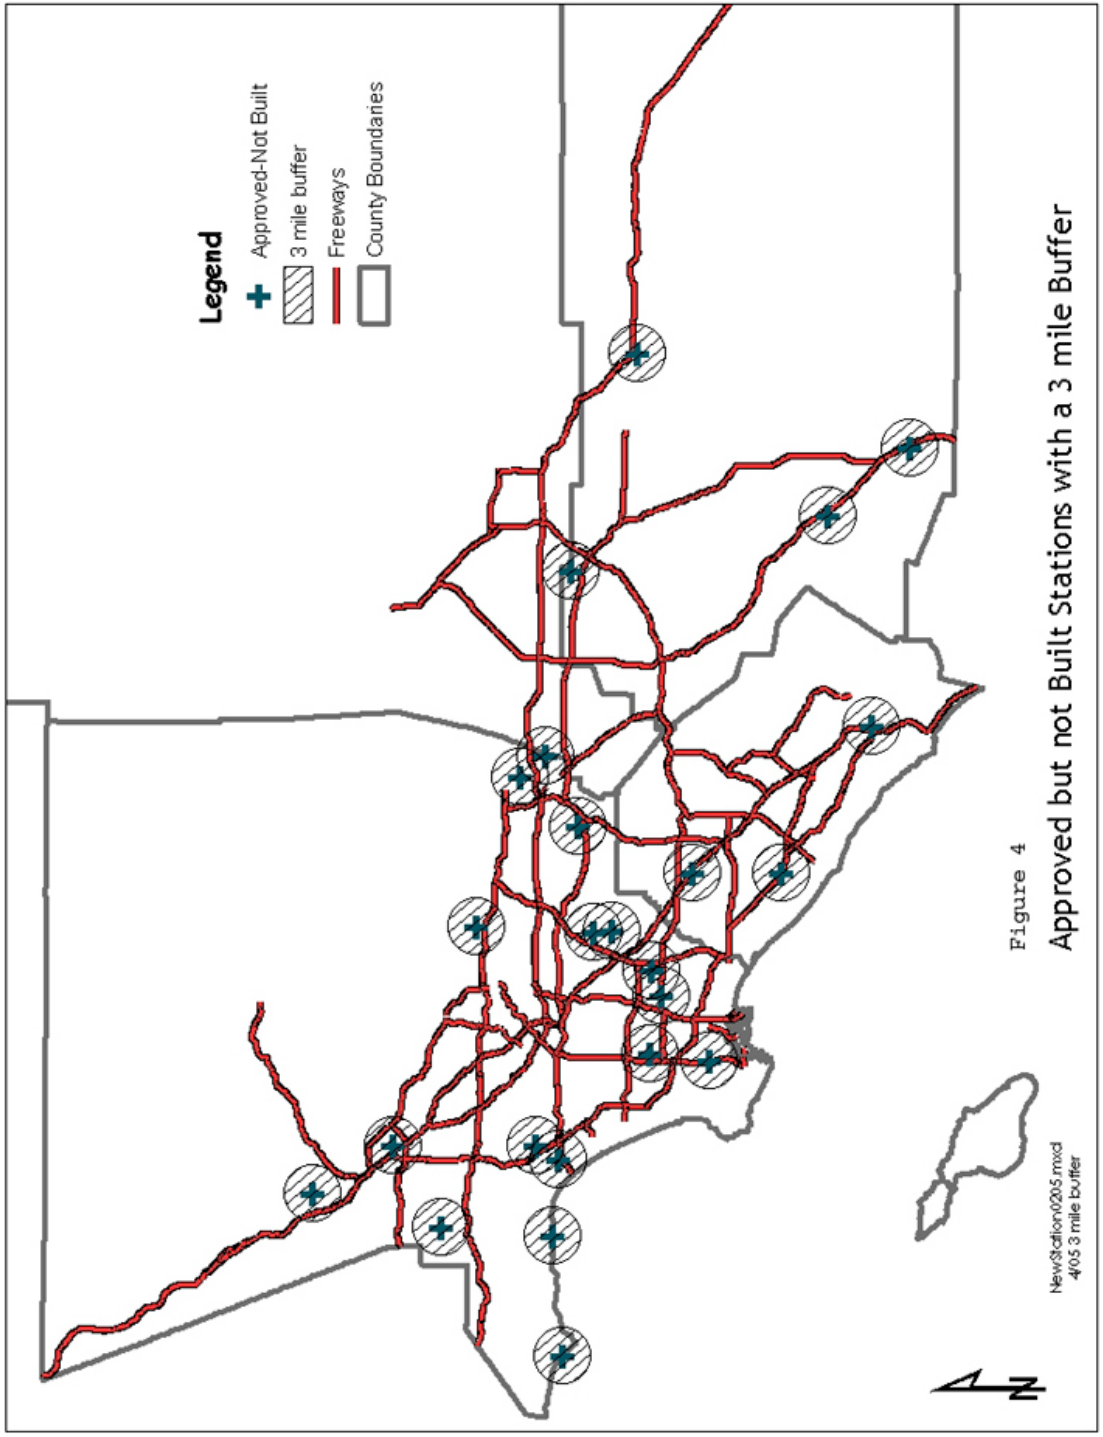 Legend
Approved-Not Built
3 mile buffer
Freeways
County Boundaries
N
Figure 4
Approved but not Built Stations with a 3 mile Buffer
NewStation0205.mxd
4/05 3 mile buffer